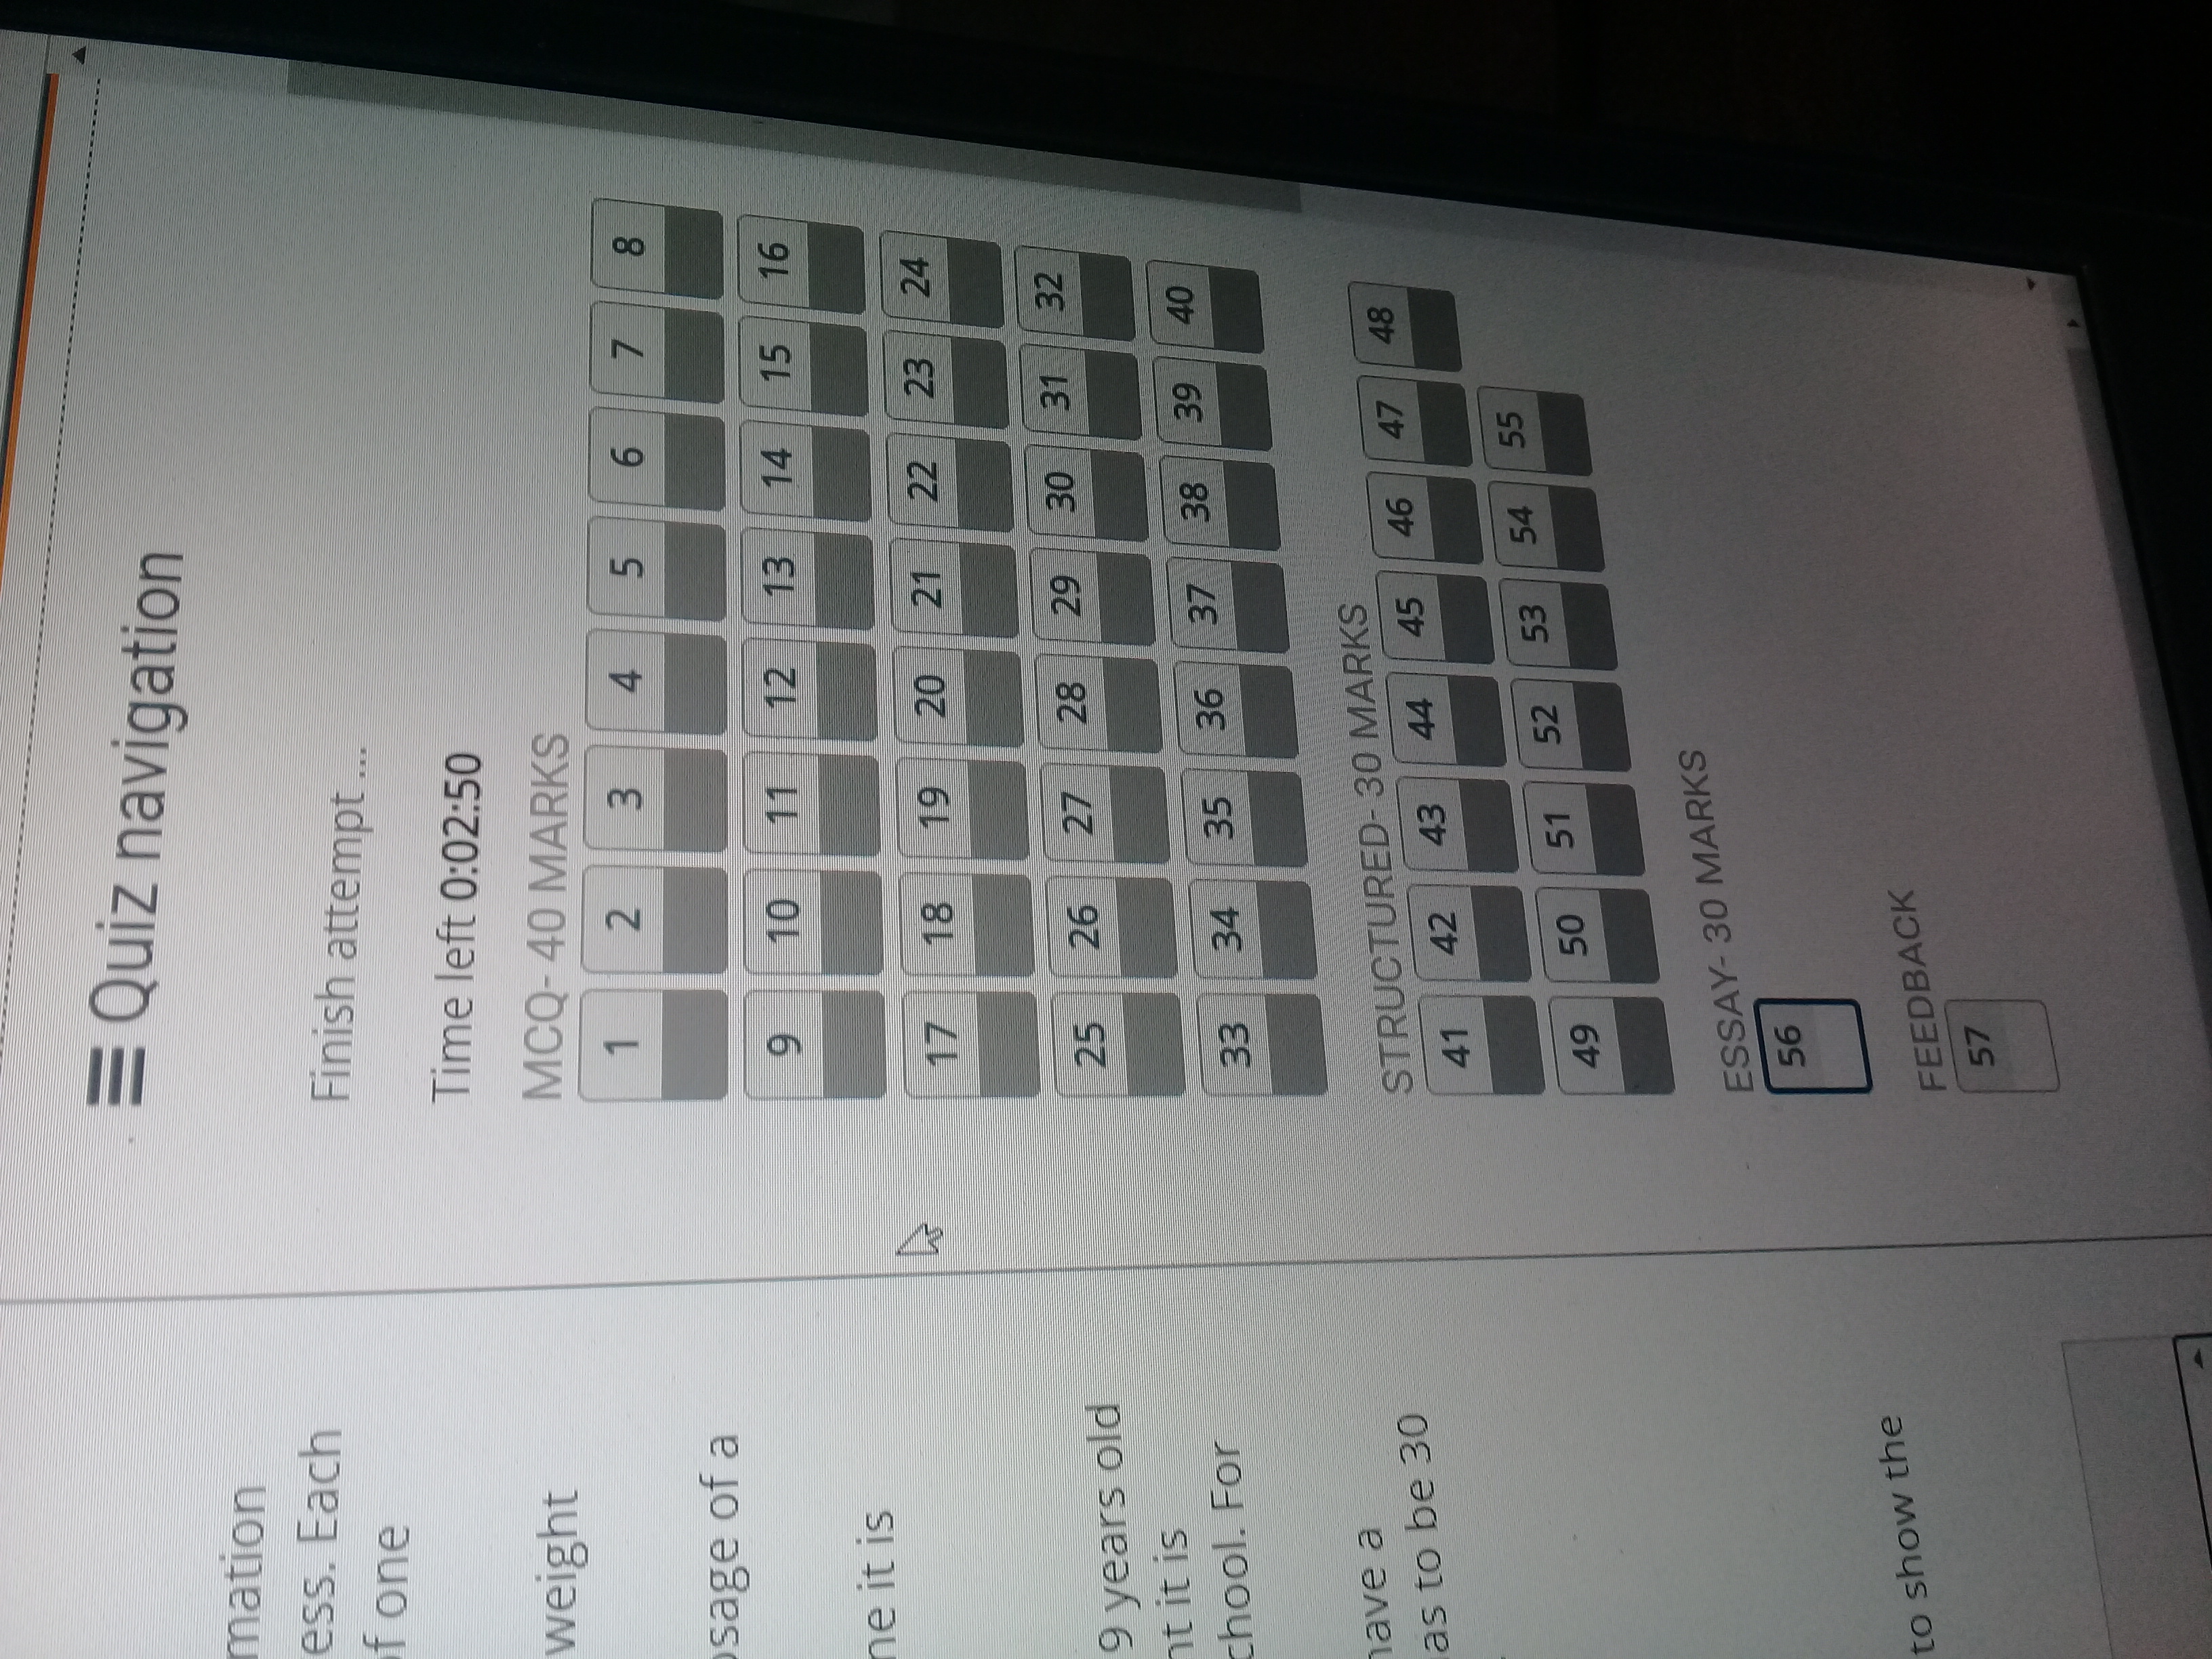 mation
ess. Each
of one
weight
osage of a
ne it is
9 years old
nt it is
chool. For
have a
as to be 30
to show the
Quiz navigation
Finish attempt ...
Time left 0:02:50
MCQ- 40 MARKS
1 2 3 4 5 6 7 8
9 10 11 12 13 14 15 16
17 18 19 20 21 22 23 24
25 26 27 28 29 30 31 32
33 34 35 36 37 38 39 40
STRUCTURED- 30 MARKS
41 42 43 44 45 46 47 48
49 50 51 52 53 54 55
ESSAY- 30 MARKS
56
FEEDBACK
57